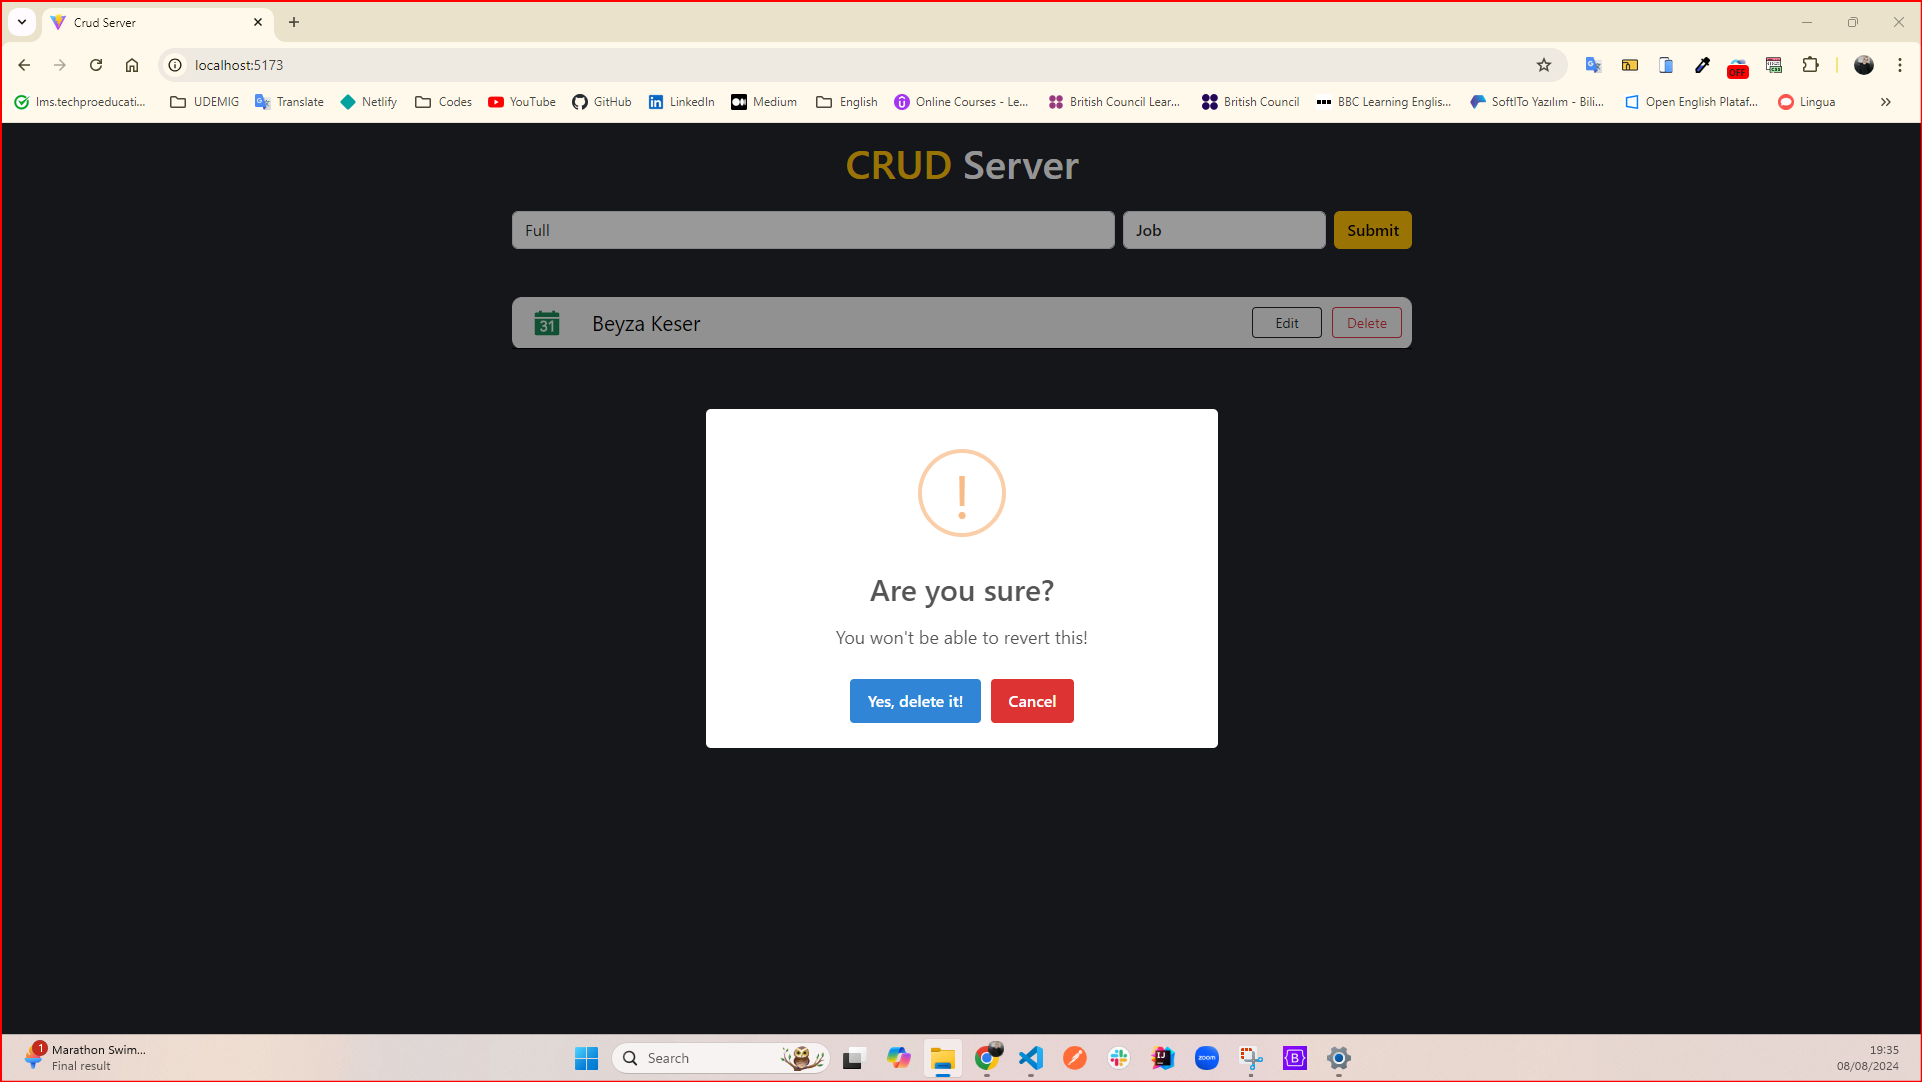 Crud Server
localhost:5173
OFF
lms.techproeducati...
UDEMIG
Translate
Netlify
Codes
YouTube
GitHub
LinkedIn
Medium
English
Online Courses - Le...
British Council Lear...
British Council
BBC Learning Englis...
SoftITo Yazılım - Bili...
Open English Plataf...
Lingua
CRUD Server
Full
Job
Submit
31
Beyza Keser
Edit
Delete
!
Are you sure?
You won't be able to revert this!
Yes, delete it!
Cancel
1
Marathon Swim...
Final result
Search
zoom
19:35
08/08/2024